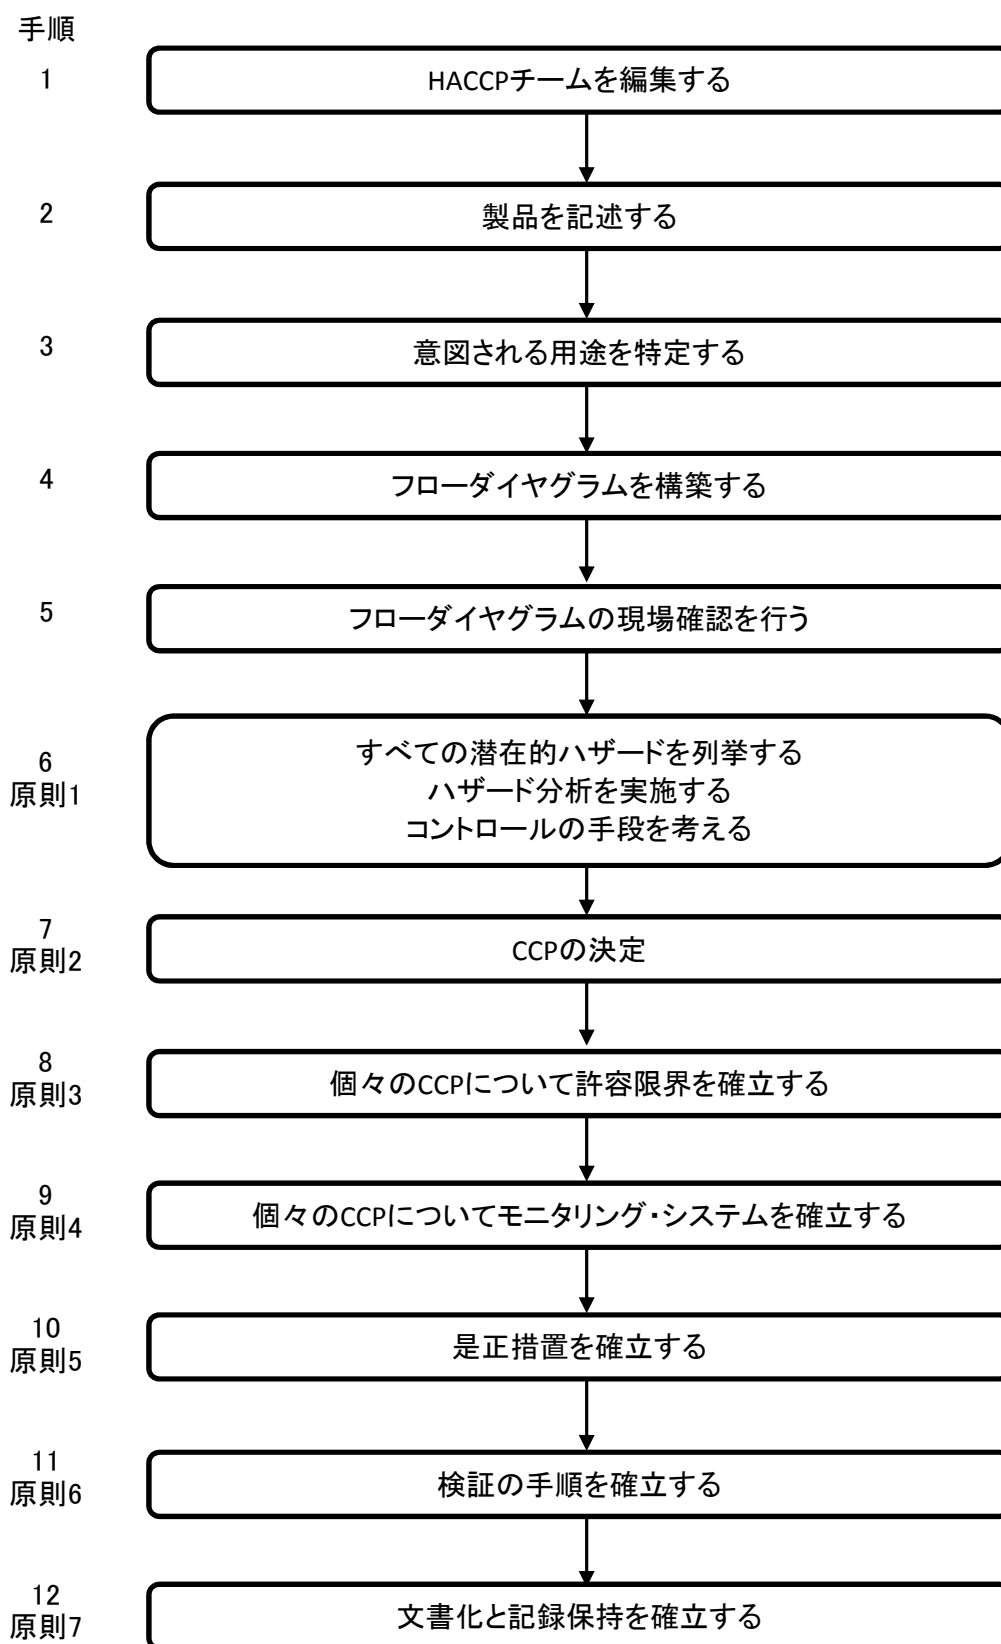 手順
1
HACCPチームを編集する
2
製品を記述する
3
意図される用途を特定する
4
フローダイヤグラムを構築する
5
フローダイヤグラムの現場確認を行う
6
原則1
すべての潜在的ハザードを列挙する
ハザード分析を実施する
コントロールの手段を考える
7
原則2
CCPの決定
8
原則3
個々のCCPについて許容限界を確立する
9
原則4
個々のCCPについてモニタリング・システムを確立する
10
原則5
是正措置を確立する
11
原則6
検証の手順を確立する
12
原則7
文書化と記録保持を確立する